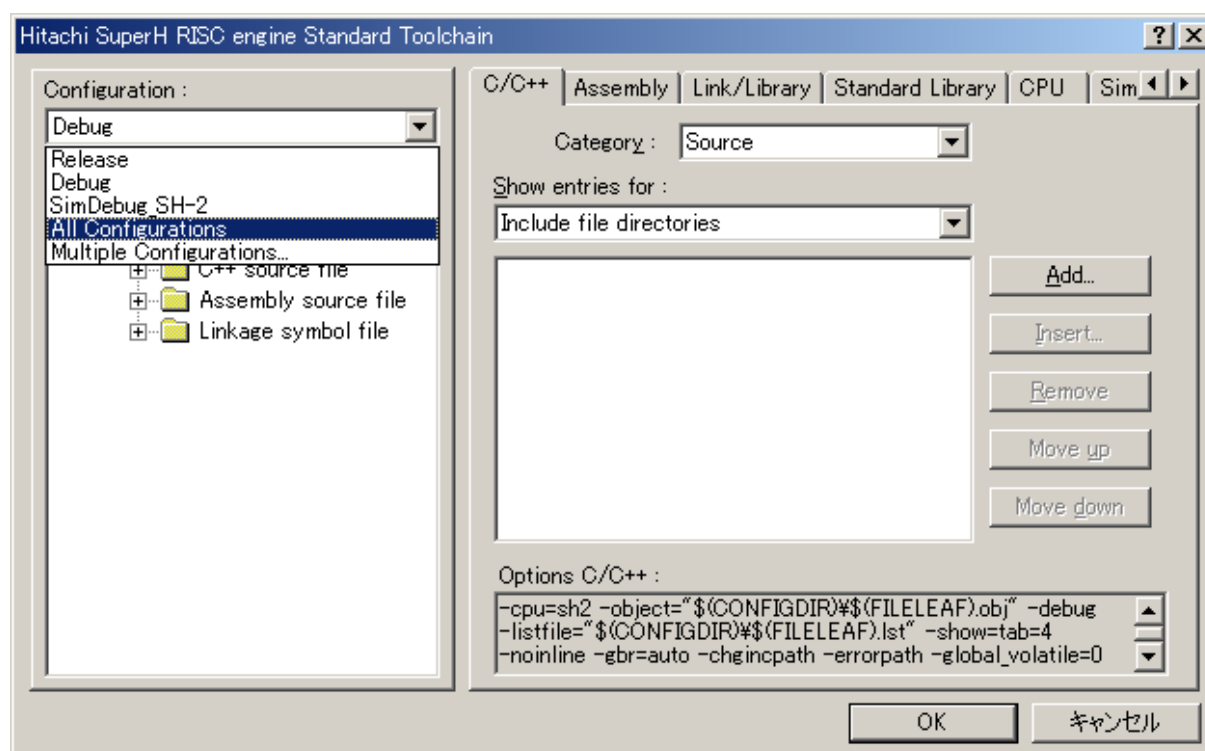 Hitachi SuperH RISC engine Standard Toolchain
Configuration :
Debug
Release
Debug
SimDebug_SH-2
All Configurations
Multiple Configurations...
C++ source file
Assembly source file
Linkage symbol file
C/C++
Assembly
Link/Library
Standard Library
CPU
Sim
Category :
Source
Show entries for :
Include file directories
Add...
Insert...
Remove
Move up
Move down
Options C/C++ :
-cpu=sh2 -object="$(CONFIGDIR)¥$(FILELEAF).obj" -debug
-listfile="$(CONFIGDIR)¥$(FILELEAF).lst" -show=tab=4
-noinline -gbr=auto -chgincpath -errorpath -global_volatile=0
OK
キャンセル